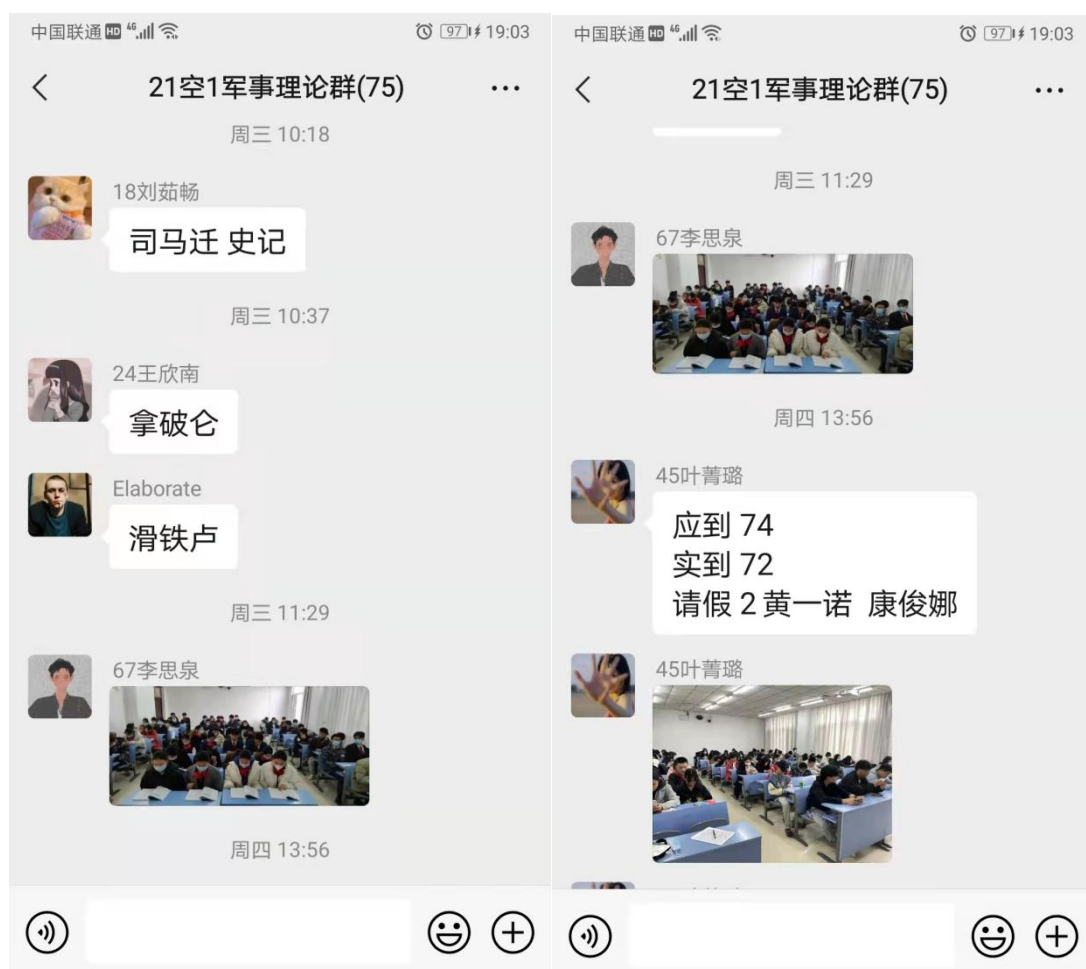 中国联通 HD 46 97 19:03
21空1军事理论群(75)
周三 10:18
18刘茹畅
司马迁 史记
周三 10:37
24王欣南
拿破仑
Elaborate
滑铁卢
周三 11:29
67李思泉
周四 13:56
中国联通 HD 46 97 19:03
21空1军事理论群(75)
周三 11:29
67李思泉
周四 13:56
45叶菁璐
应到 74
实到 72
请假 2 黄一诺 康俊娜
45叶菁璐